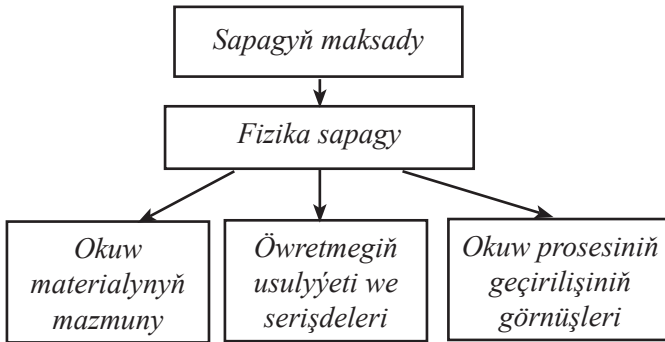 Sapagyň maksady
Fizika sapagy
Okuw
materialynyň
mazmuny
Öwretmegiň
usulyýeti we
serişdeleri
Okuw prosesiniň
geçirilişiniň
görnüşleri